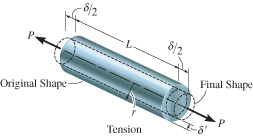 δ/2
P
L
δ/2
Original Shape
Final Shape
r
P
δ'
Tension